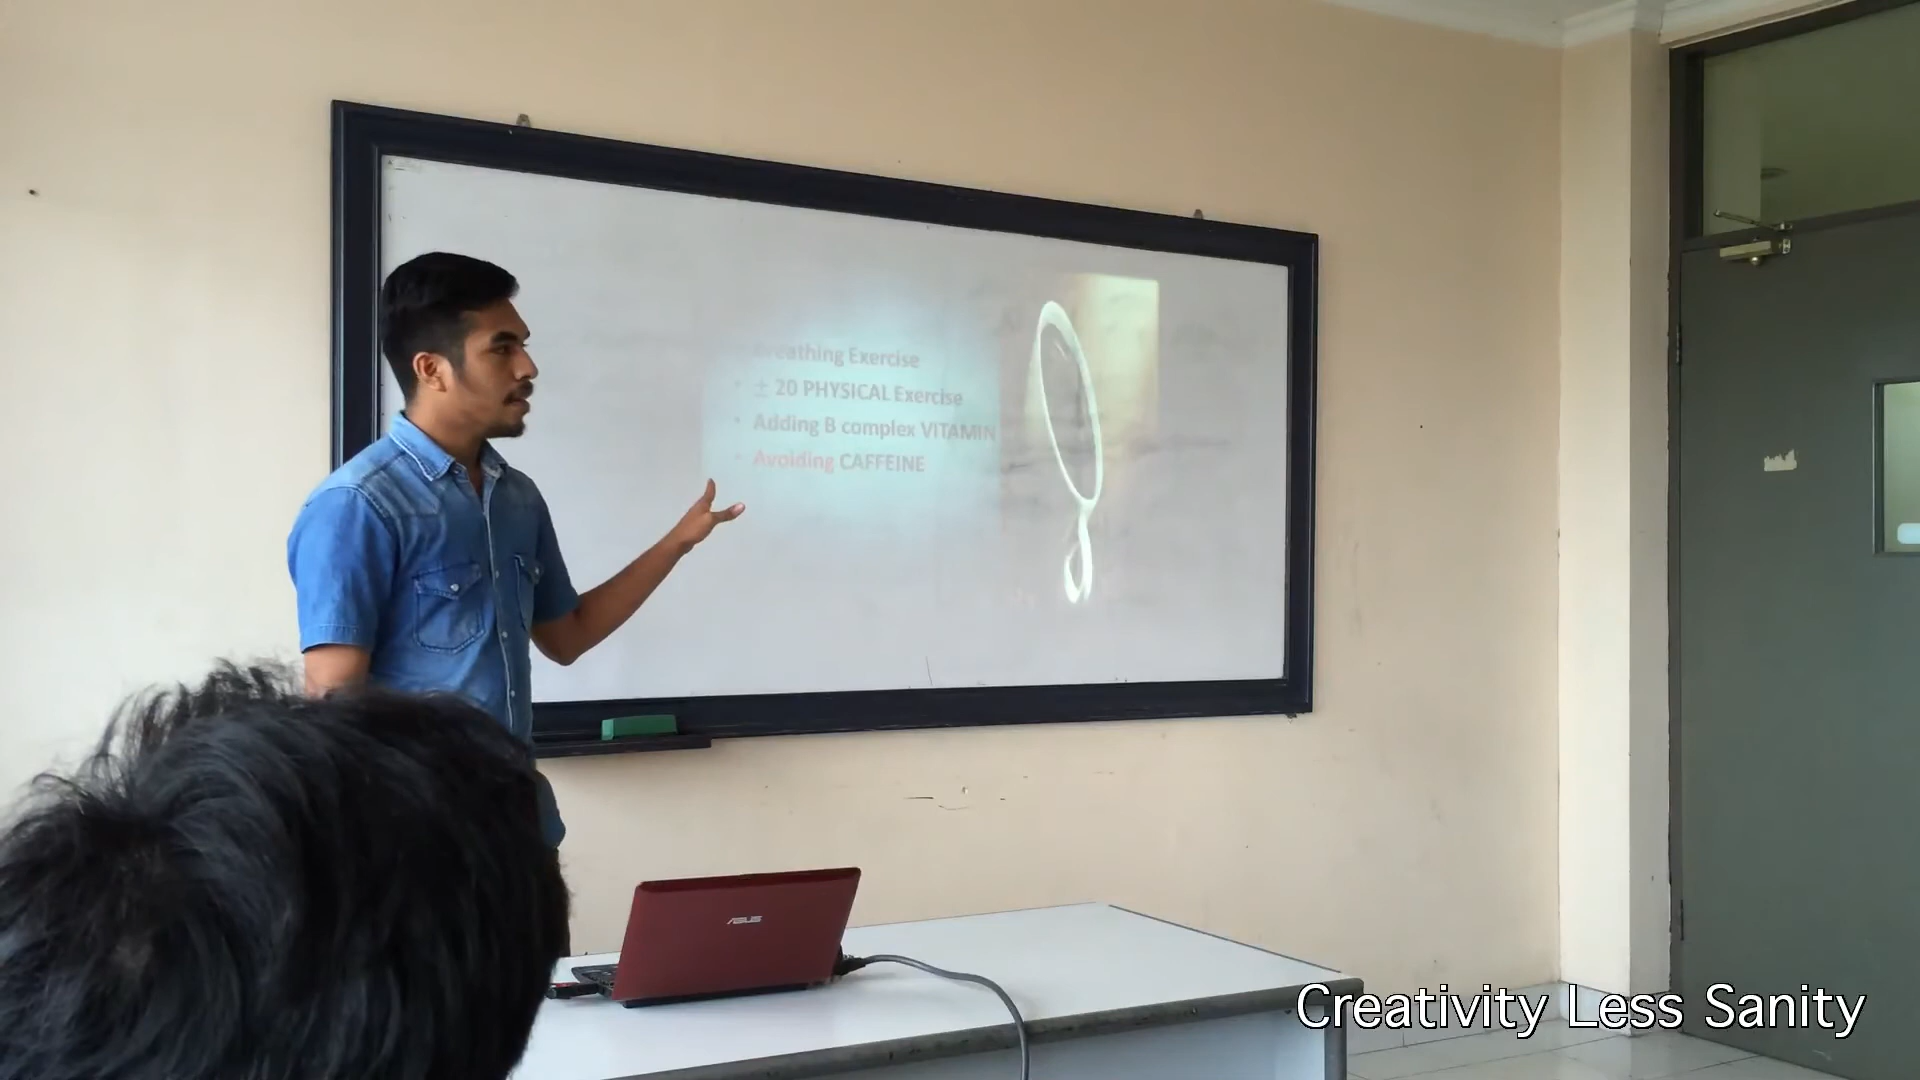 Breathing Exercise
± 20 PHYSICAL Exercise
Adding B complex VITAMIN
Avoiding CAFFEINE
ASUS
Creativity Less Sanity